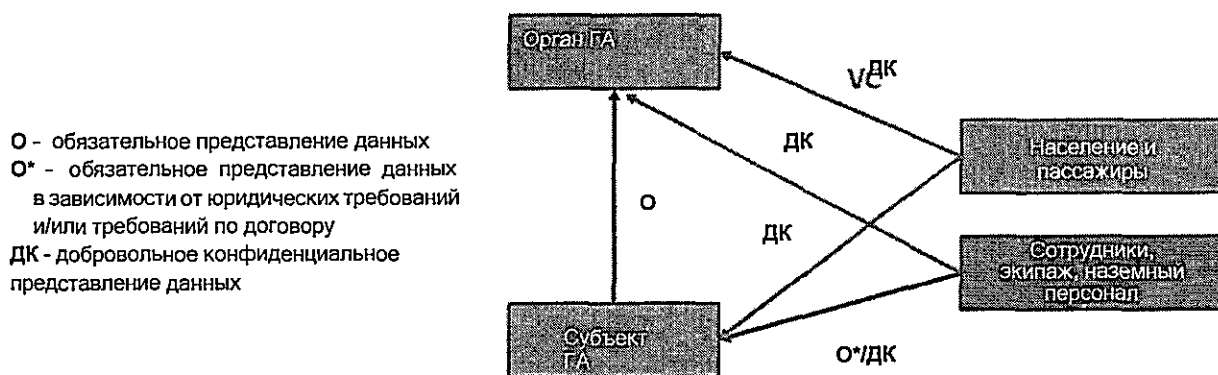 Орган ГА
VC ДК
О - обязательное представление данных
О* - обязательное представление данных
в зависимости от юридических требований
и/или требований по договору
ДК - добровольное конфиденциальное
представление данных
ДК
Население и
пассажиры
О
ДК
Сотрудники,
экипаж, наземный
персонал
Субъект
ГА
О*/ДК